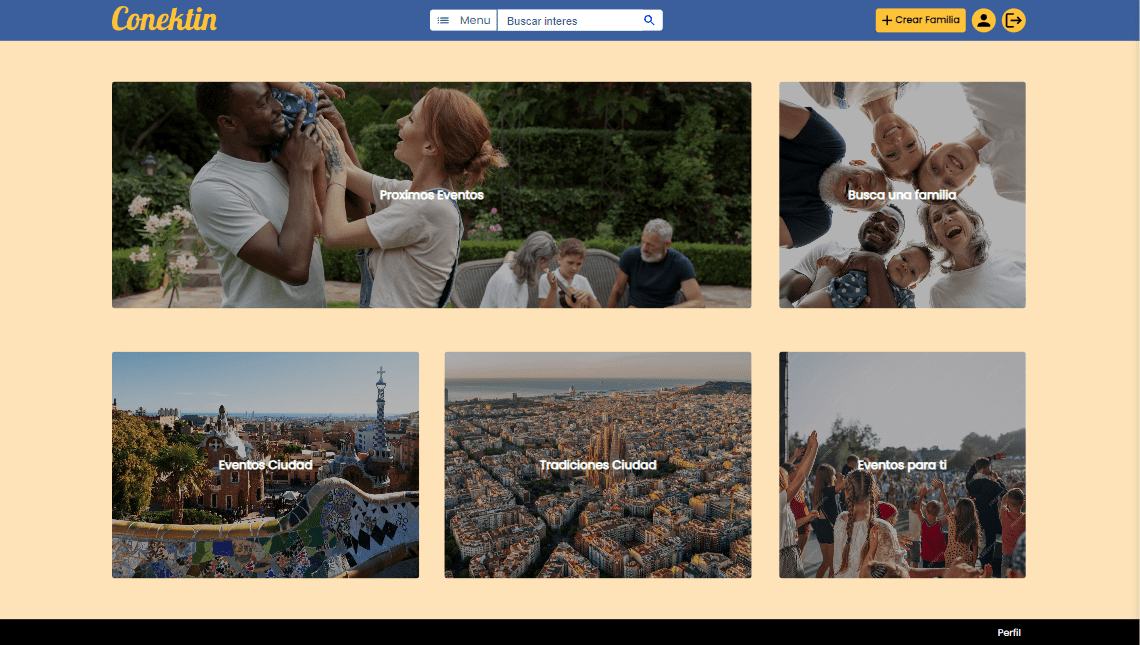 Conektin
Menu
Buscar interes
Crear Familia
Proximos Eventos
Busca una familia
Eventos Ciudad
Tradiciones Ciudad
Eventos para ti
Perfil